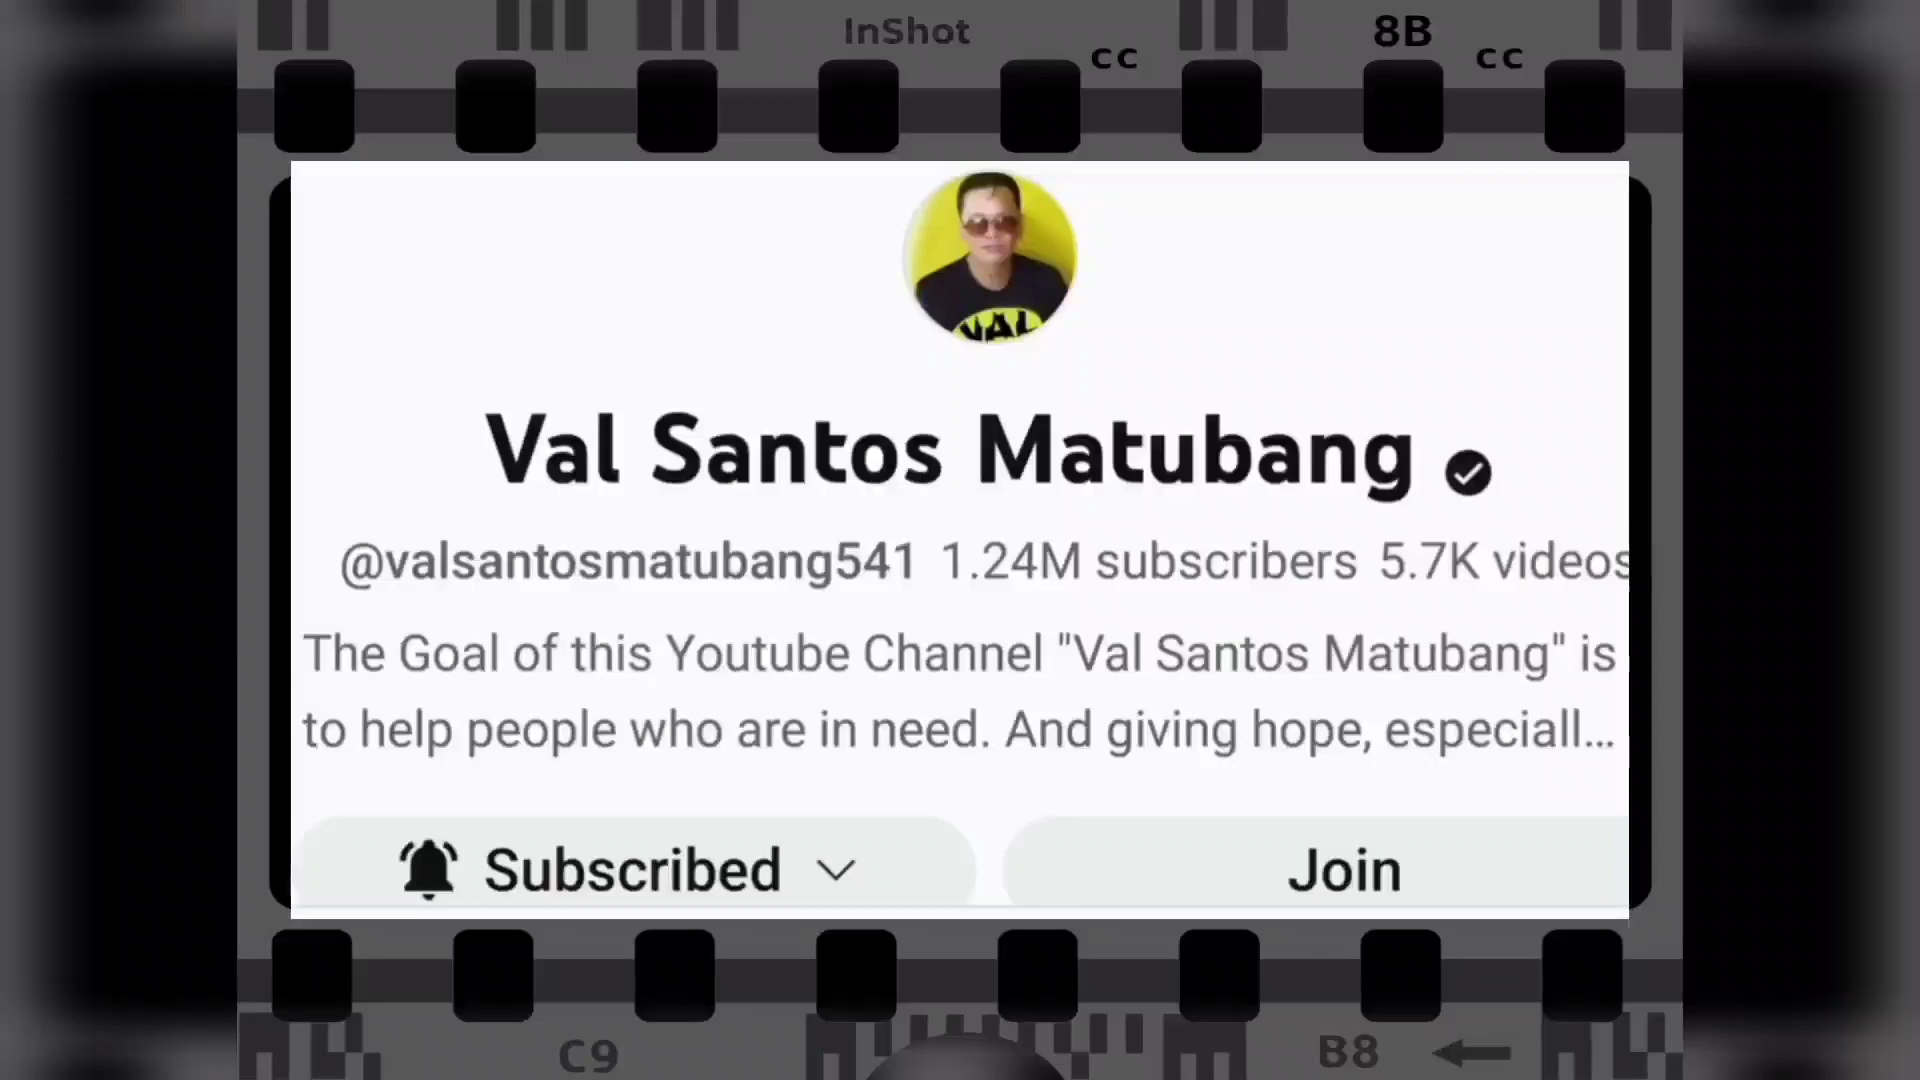 InShot
8B
CC
CC
VAL
Val Santos Matubang
@valsantosmatubang541 1.24M subscribers 5.7K videos
The Goal of this Youtube Channel "Val Santos Matubang" is
to help people who are in need. And giving hope, especiall...
Subscribed
Join
C9
B8